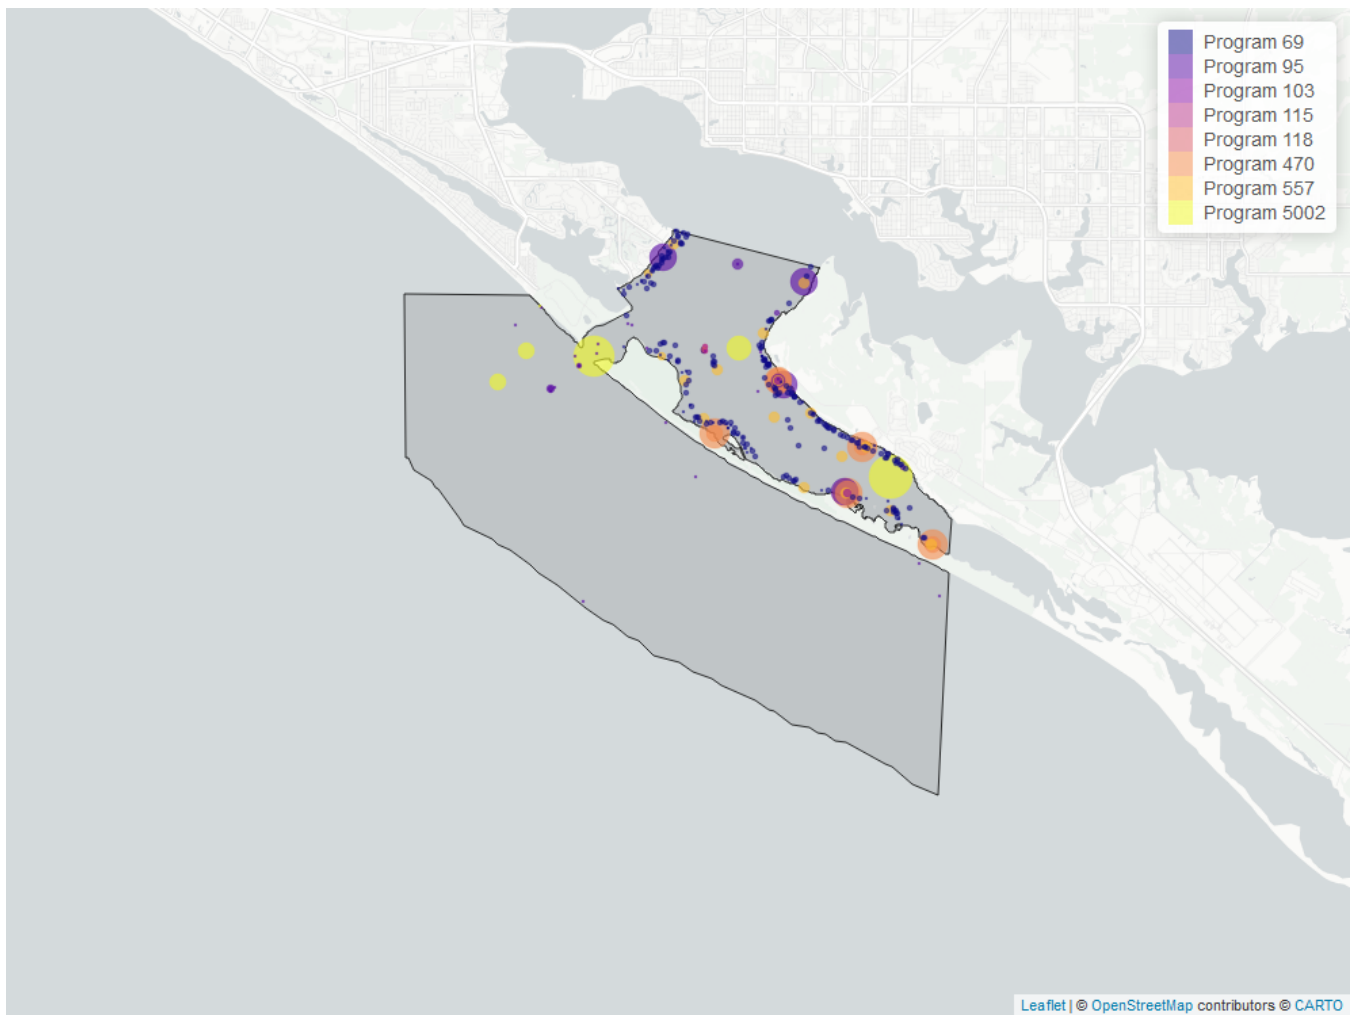 Program 69
Program 95
Program 103
Program 115
Program 118
Program 470
Program 557
Program 5002
Leaflet | © OpenStreetMap contributors © CARTO